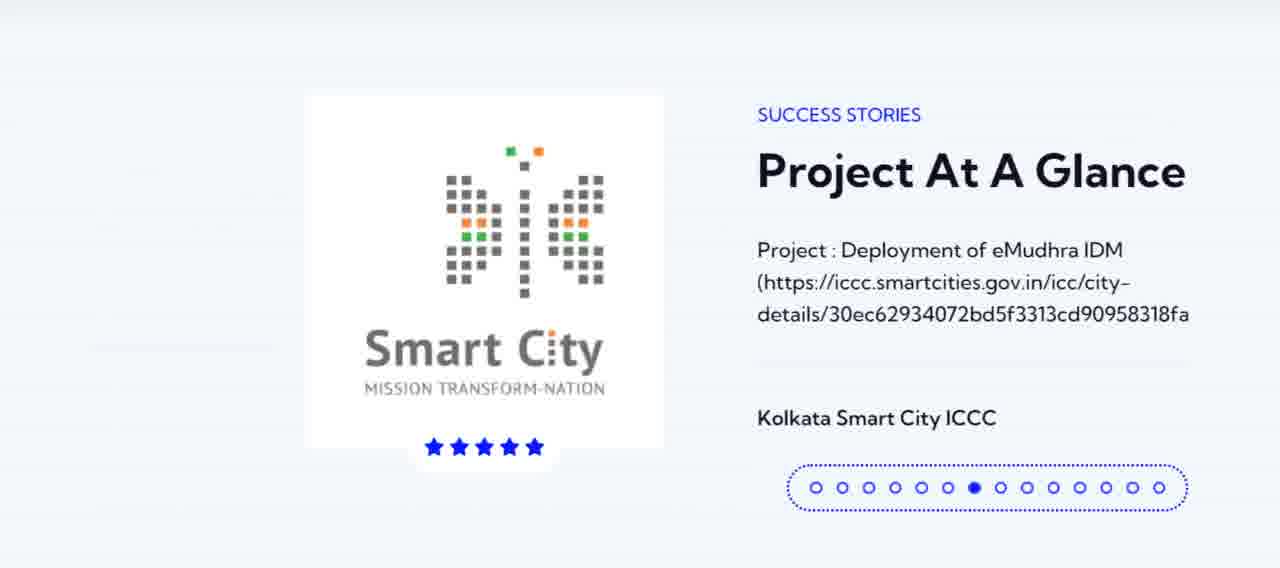 SUCCESS STORIES
Project At A Glance
Project : Deployment of eMudhra IDM
(https://iccc.smartcities.gov.in/icc/city-
details/30ec62934072bd5f3313cd90958318fa
Smart City
MISSION TRANSFORM-NATION
Kolkata Smart City ICCC